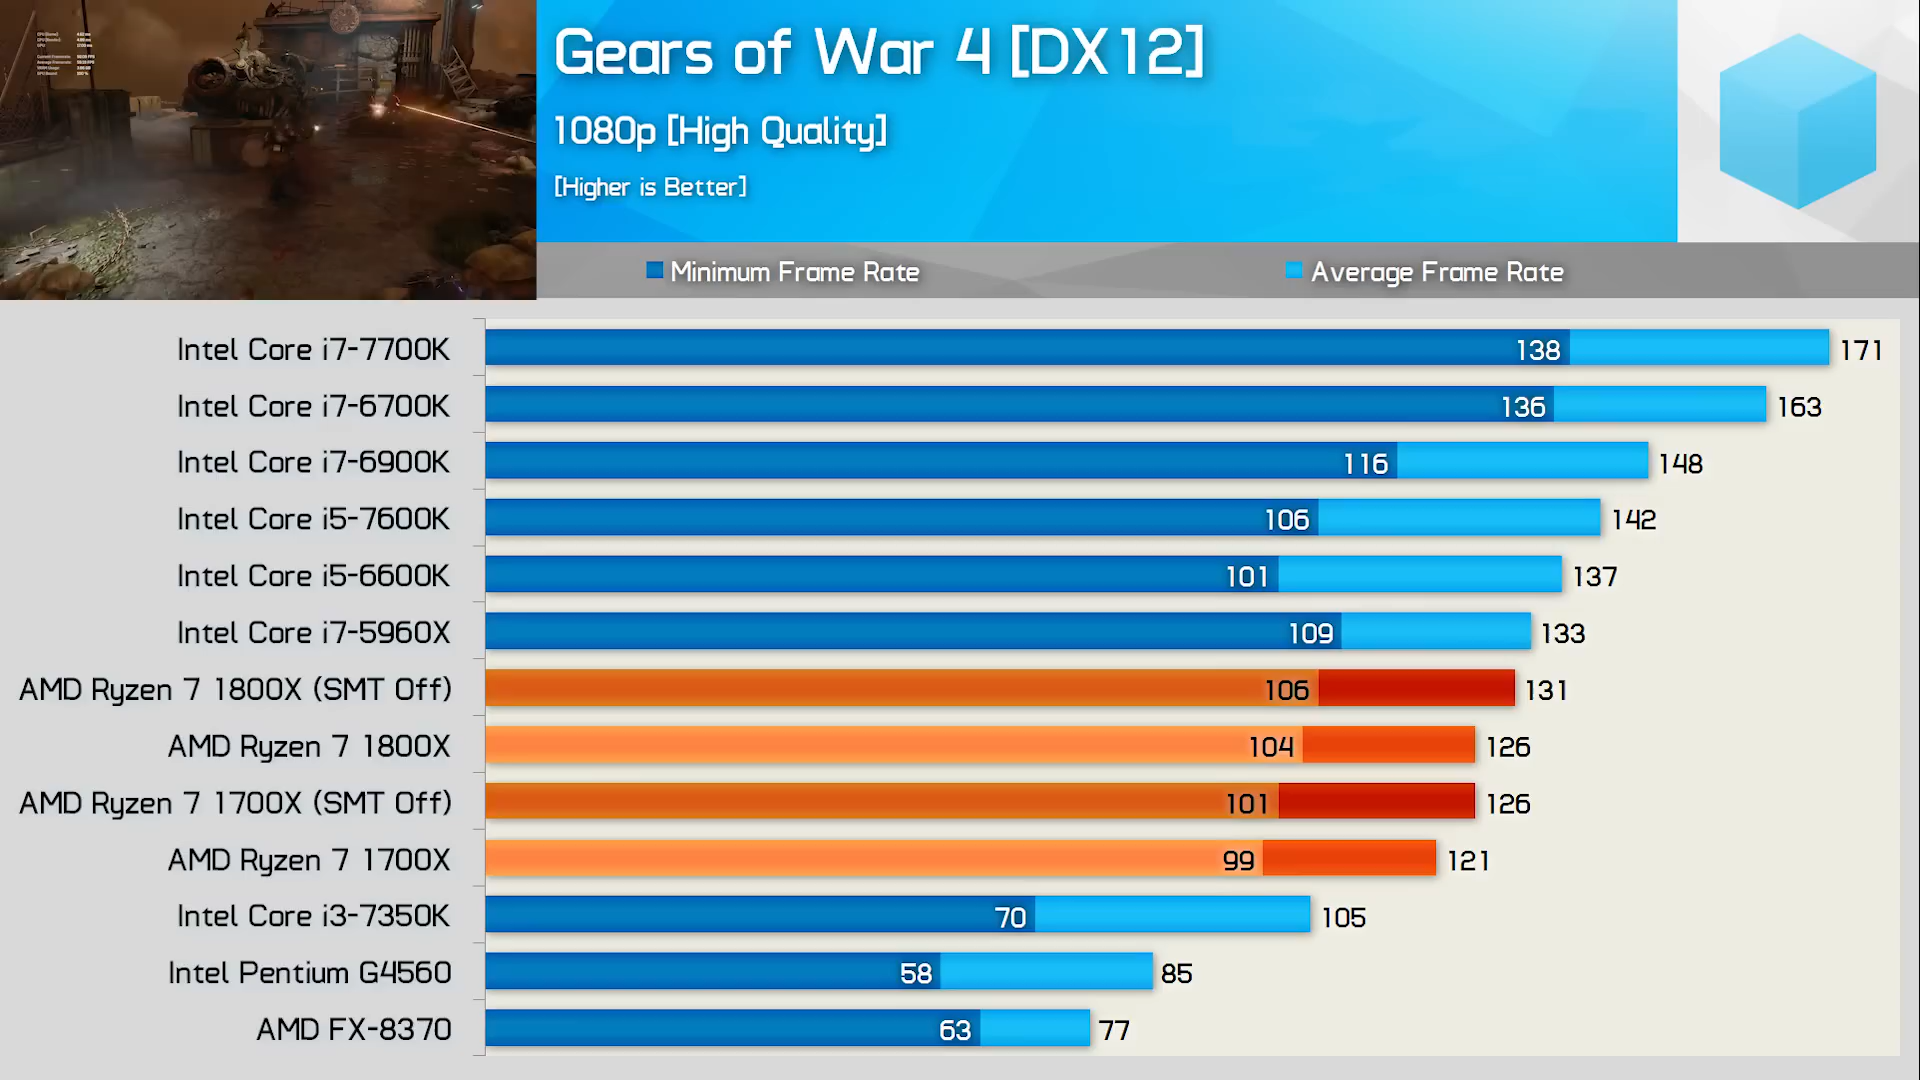 Gears of War 4 [DX12]
1080p [High Quality]
[Higher is Better]
Minimum Frame Rate
Average Frame Rate
Intel Core i7-7700K 138 171
Intel Core i7-6700K 136 163
Intel Core i7-6900K 116 148
Intel Core i5-7600K 106 142
Intel Core i5-6600K 101 137
Intel Core i7-5960X 109 133
AMD Ryzen 7 1800X (SMT Off) 106 131
AMD Ryzen 7 1800X 104 126
AMD Ryzen 7 1700X (SMT Off) 101 126
AMD Ryzen 7 1700X 99 121
Intel Core i3-7350K 70 105
Intel Pentium G4560 58 85
AMD FX-8370 63 77